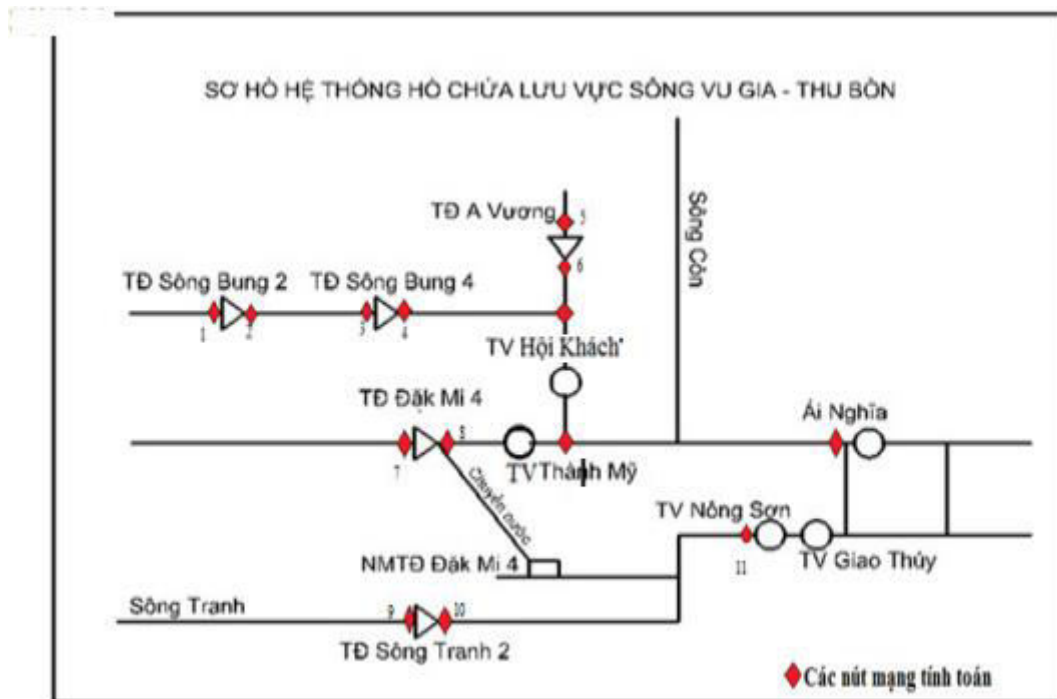 SƠ HỒ HỆ THỐNG HỒ CHỨA LƯU VỰC SÔNG VU GIA - THU BỒN
Sông Côn
TĐ A Vương
5
6
TĐ Sông Bung 2
TĐ Sông Bung 4
1
2
3
4
TV Hội Khách
TĐ Đăk Mi 4
Ái Nghĩa
7
8
TVThành Mỹ
Chuyển nước
TV Nông Sơn
11
TV Giao Thủy
NMTĐ Đăk Mi 4
Sông Tranh
9
10
TĐ Sông Tranh 2
Các nút mạng tính toán